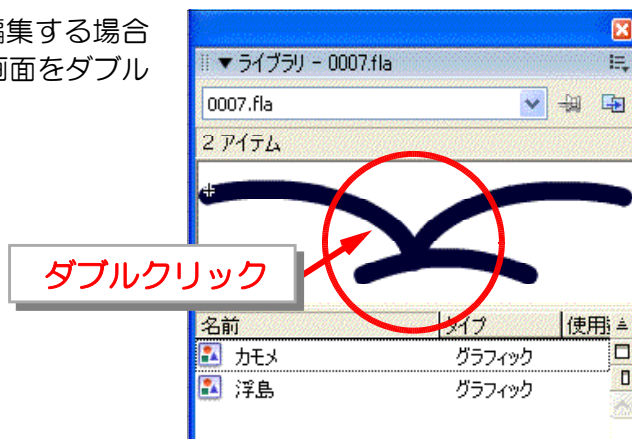 編集する場合
画面をダブル
▼ ライブラリ - 0007.fla
0007.fla
2 アイテム
ダブルクリック
名前 タイプ 使用
カモメ グラフィック
浮島 グラフィック